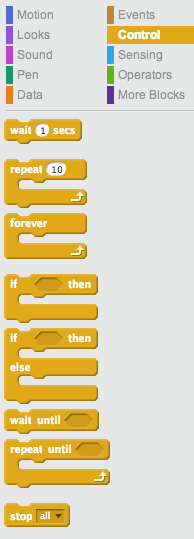 Motion Events
Looks Control
Sound Sensing
Pen Operators
Data More Blocks
wait 1 secs
repeat 10
forever
if then
if then
else
wait until
repeat until
stop all